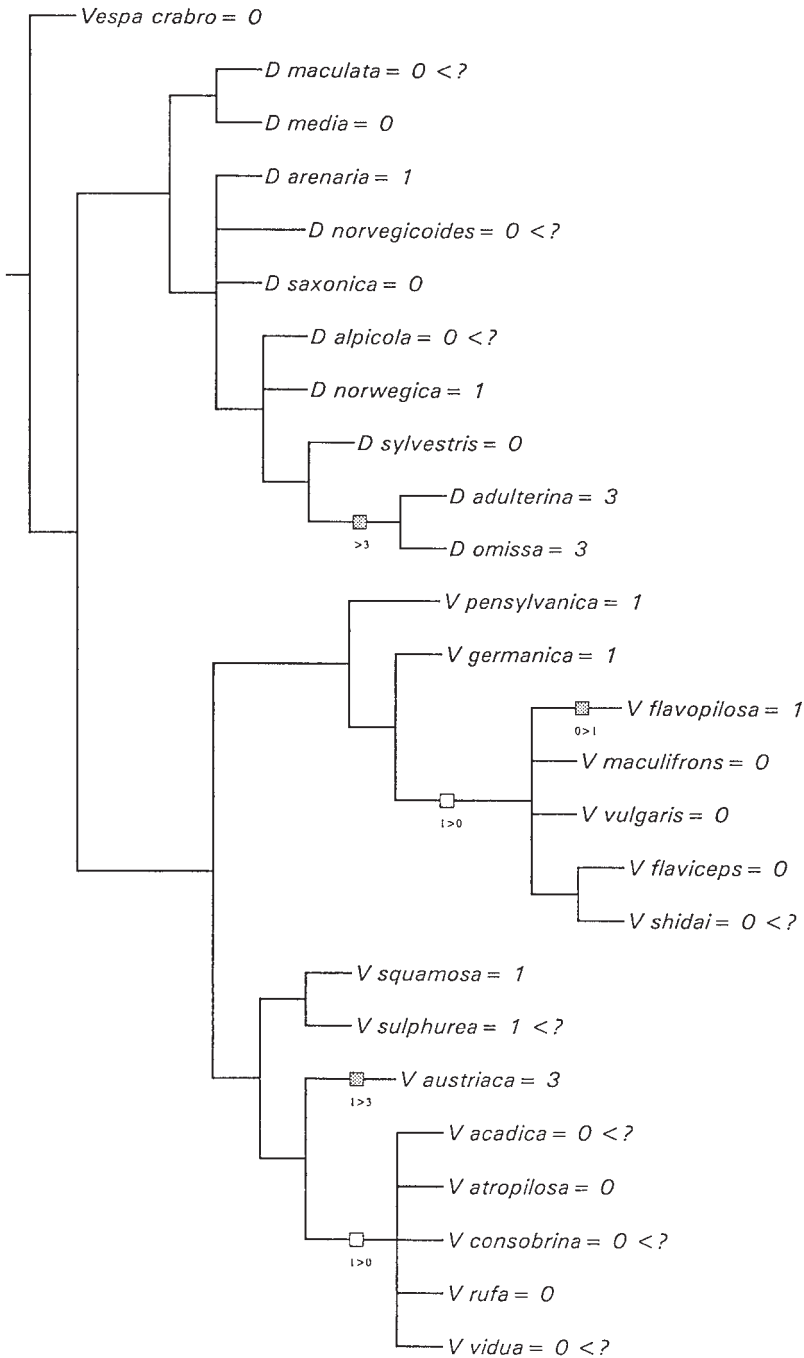 Vespa crabro = 0
D maculata = 0 <?
D media = 0
D arenaria = 1
D norvegicoides = 0 <?
D saxonica = 0
D alpicola = 0 <?
D norwegica = 1
D sylvestris = 0
D adulterina = 3
>3
D omissa = 3
V pensylvanica = 1
V germanica = 1
V flavopilosa = 1
0>1
V maculifrons = 0
V vulgaris = 0
1>0
V flaviceps = 0
V shidai = 0 <?
V squamosa = 1
V sulphurea = 1 <?
V austriaca = 3
1>3
V acadica = 0 <?
V atropilosa = 0
V consobrina = 0 <?
1>0
V rufa = 0
V vidua = 0 <?